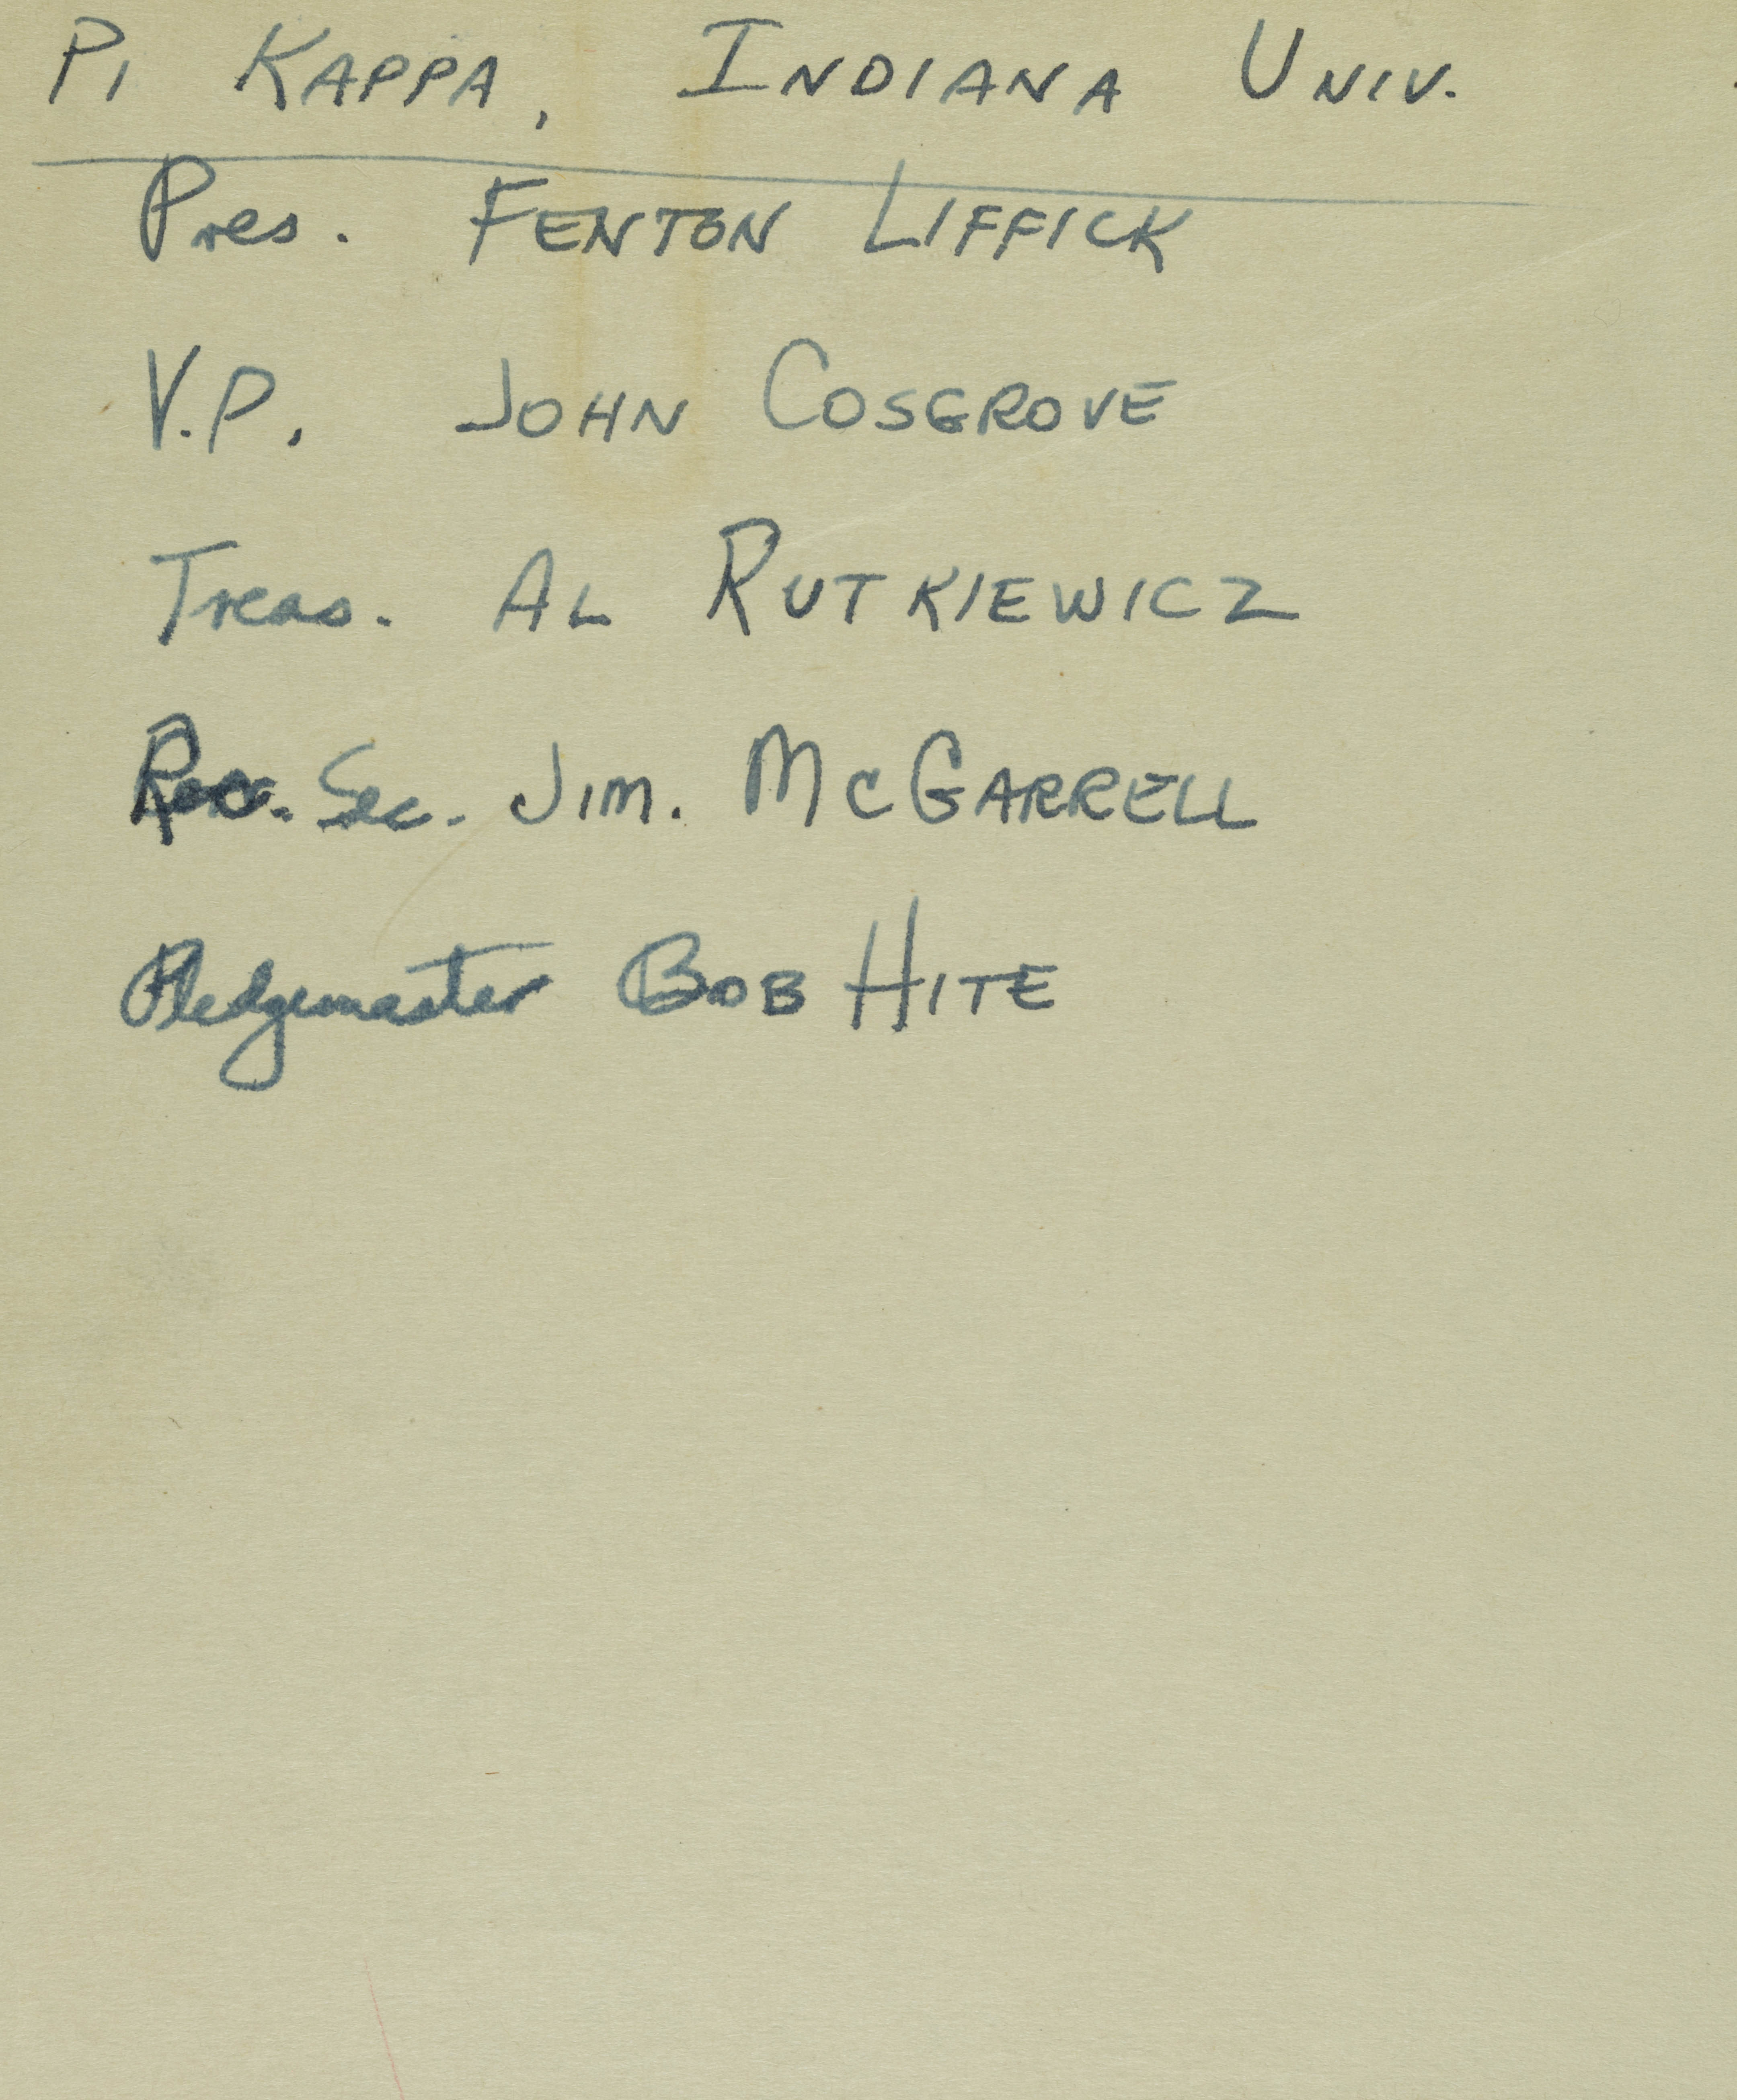 PI KAPPA, INDIANA UNIV.
Pres. FENTON LIFFICK
V.P. JOHN COSGROVE
Treas. AL RUTKIEWICZ
Rec. Sec. JIM. MCGARRELL
Pledgemaster BOB HITE